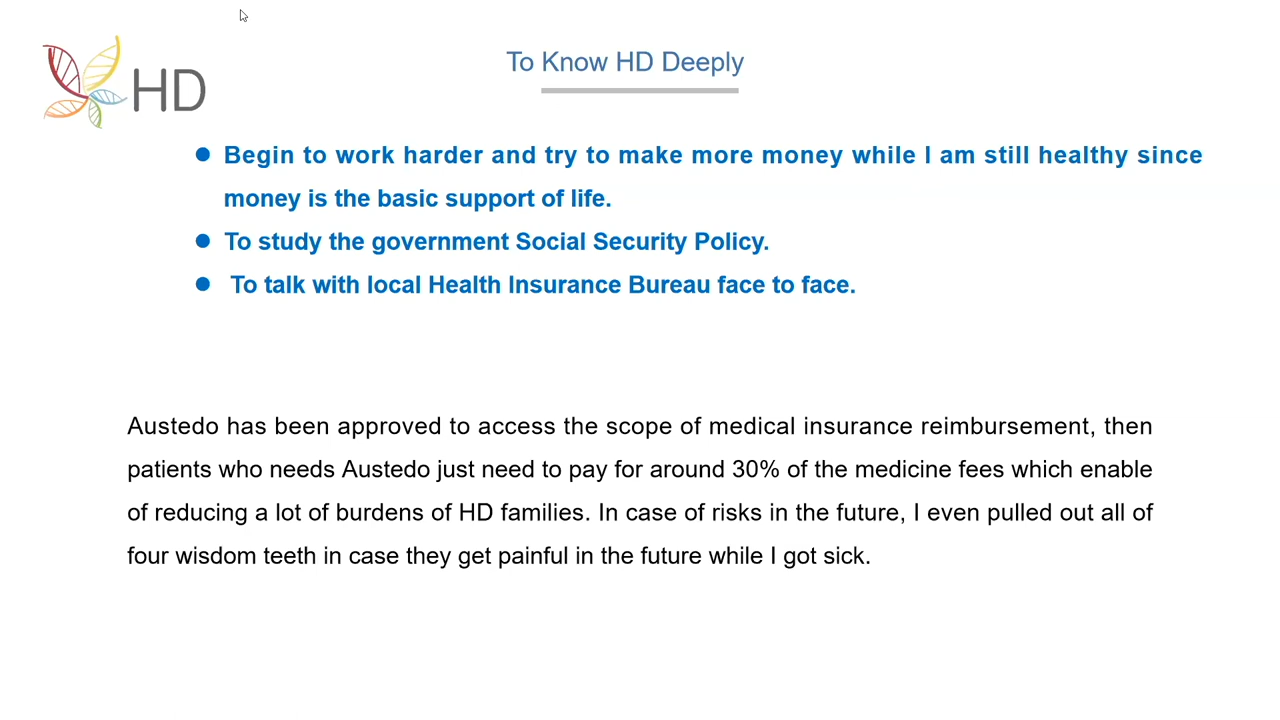 HD
To Know HD Deeply
● Begin to work harder and try to make more money while I am still healthy since
money is the basic support of life.
● To study the government Social Security Policy.
● To talk with local Health Insurance Bureau face to face.
Austedo has been approved to access the scope of medical insurance reimbursement, then
patients who needs Austedo just need to pay for around 30% of the medicine fees which enable
of reducing a lot of burdens of HD families. In case of risks in the future, I even pulled out all of
four wisdom teeth in case they get painful in the future while I got sick.